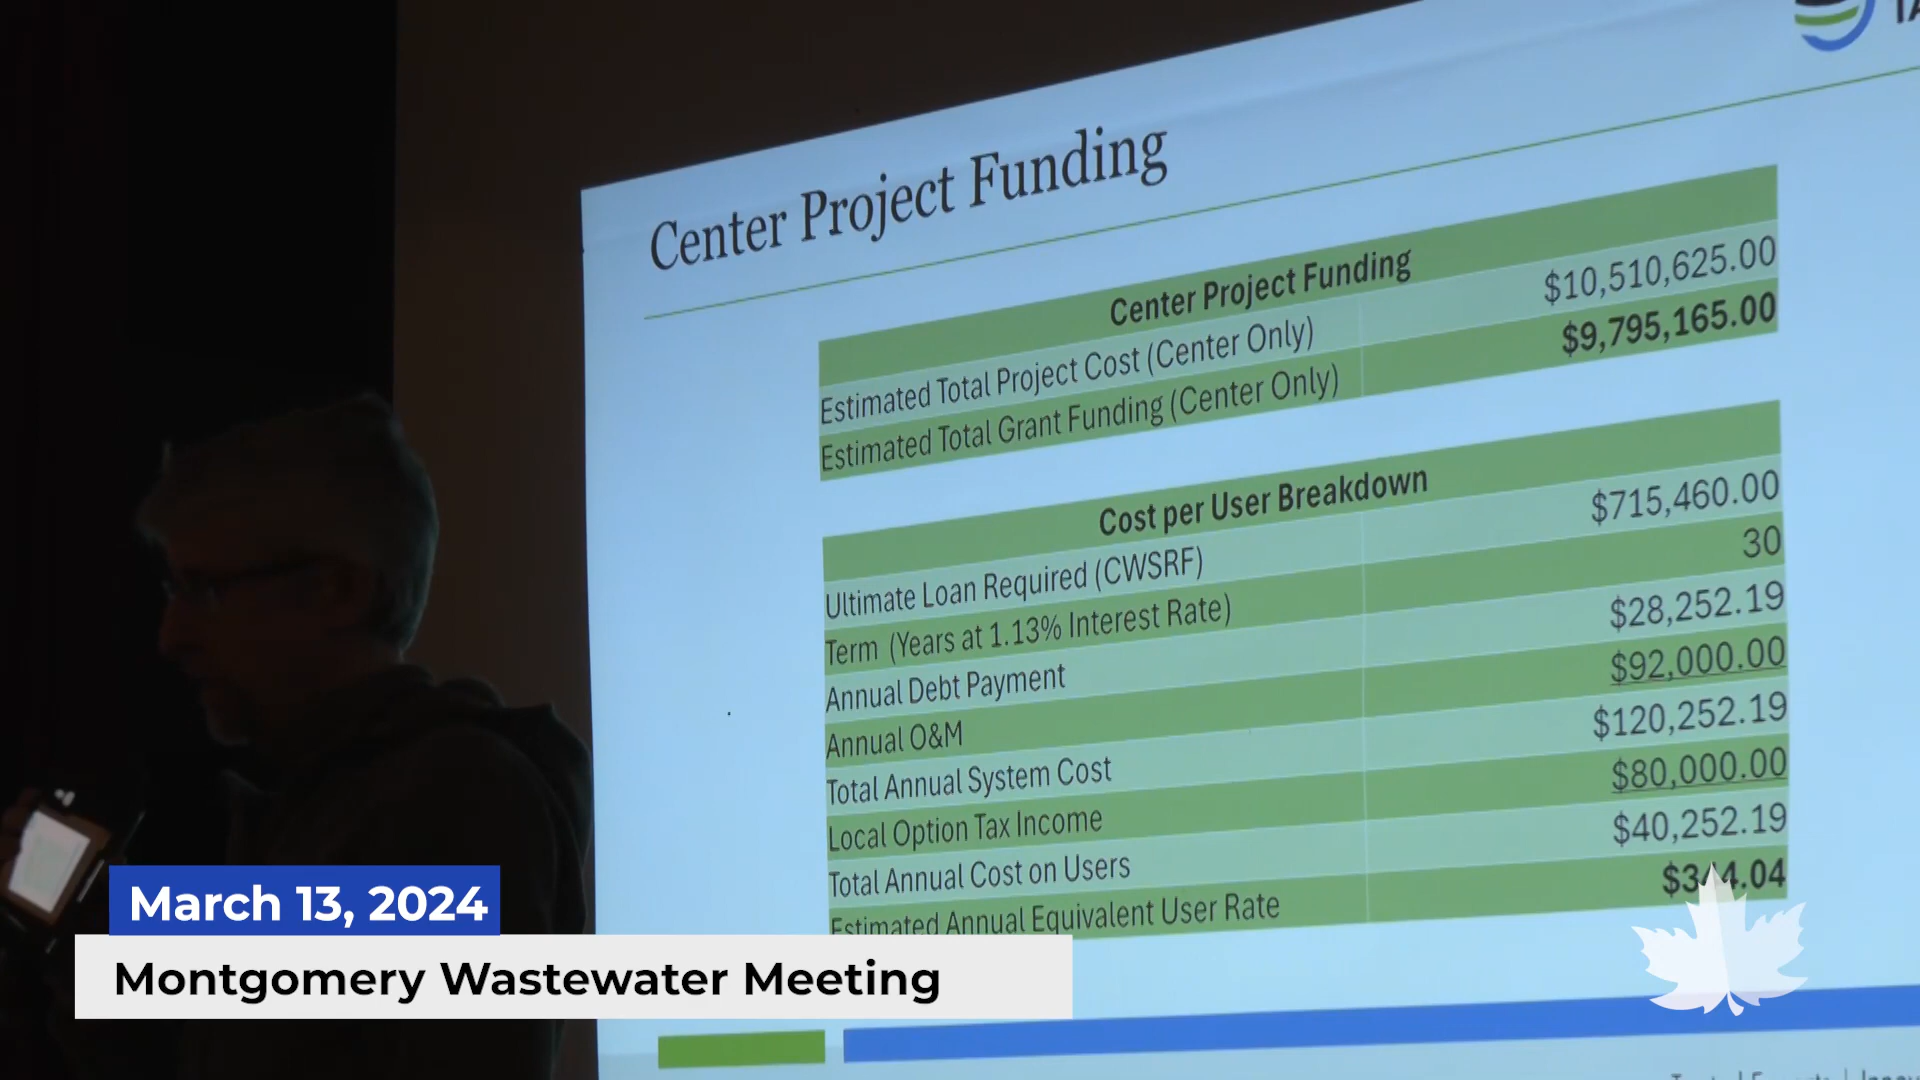 Center Project Funding
Center Project Funding
Estimated Total Project Cost (Center Only) $10,510,625.00
Estimated Total Grant Funding (Center Only) $9,795,165.00
Cost per User Breakdown
Ultimate Loan Required (CWSRF) $715,460.00
Term (Years at 1.13% Interest Rate) 30
Annual Debt Payment $28,252.19
Annual O&M $92,000.00
Total Annual System Cost $120,252.19
Local Option Tax Income $80,000.00
Total Annual Cost on Users $40,252.19
Estimated Annual Equivalent User Rate $344.04
March 13, 2024
Montgomery Wastewater Meeting